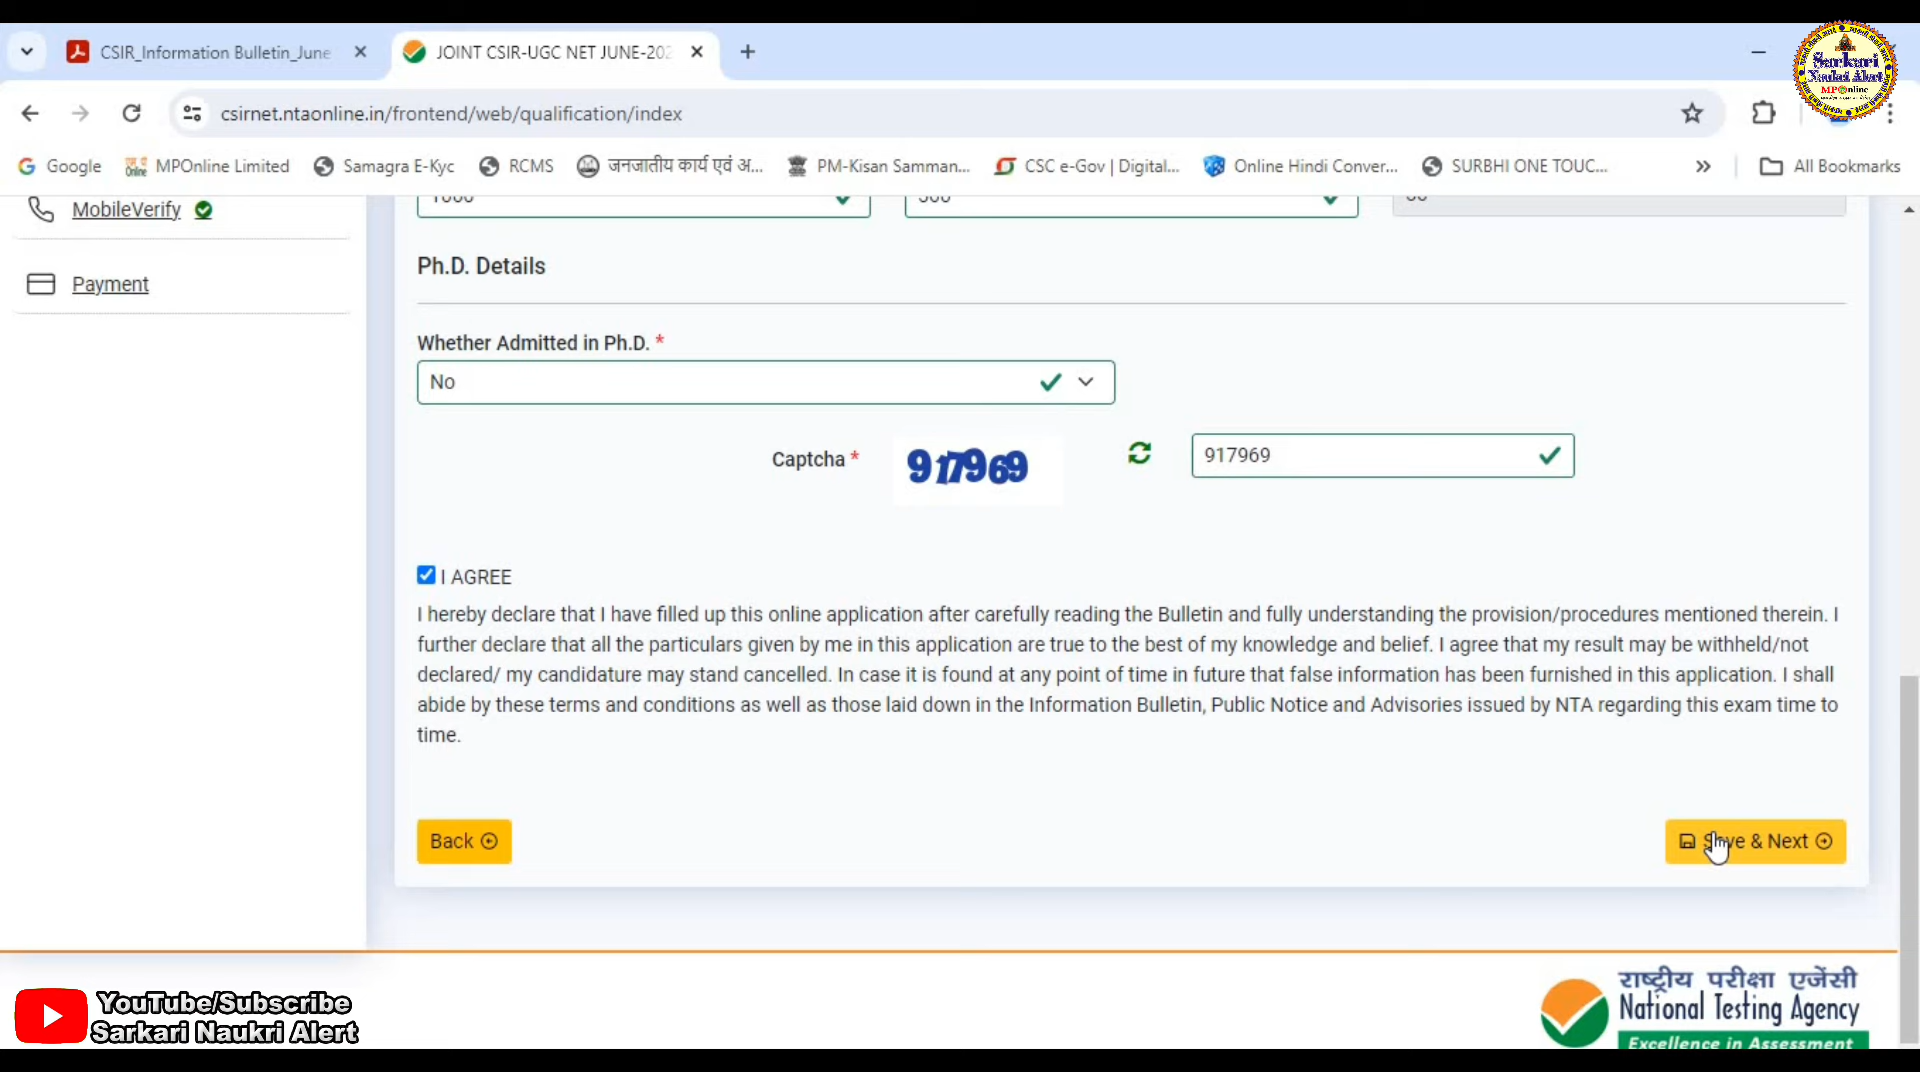 CSIR_Information Bulletin_June
JOINT CSIR-UGC NET JUNE-202
Sarkari
Naukri Alert
MPOnline
csirnet.ntaonline.in/frontend/web/qualification/index
Google
MPOnline Limited
Samagra E-Kyc
RCMS
जनजातीय कार्य एवं अ...
PM-Kisan Samman...
CSC e-Gov | Digital...
Online Hindi Conver...
SURBHI ONE TOUC...
All Bookmarks
MobileVerify
Payment
Ph.D. Details
Whether Admitted in Ph.D. *
No
Captcha *
917969
917969
I AGREE
I hereby declare that I have filled up this online application after carefully reading the Bulletin and fully understanding the provision/procedures mentioned therein. I
further declare that all the particulars given by me in this application are true to the best of my knowledge and belief. I agree that my result may be withheld/not
declared/ my candidature may stand cancelled. In case it is found at any point of time in future that false information has been furnished in this application. I shall
abide by these terms and conditions as well as those laid down in the Information Bulletin, Public Notice and Advisories issued by NTA regarding this exam time to
time.
Back
Save & Next
YouTube/Subscribe
Sarkari Naukri Alert
राष्ट्रीय परीक्षा एजेंसी
National Testing Agency
Excellence in Assessment